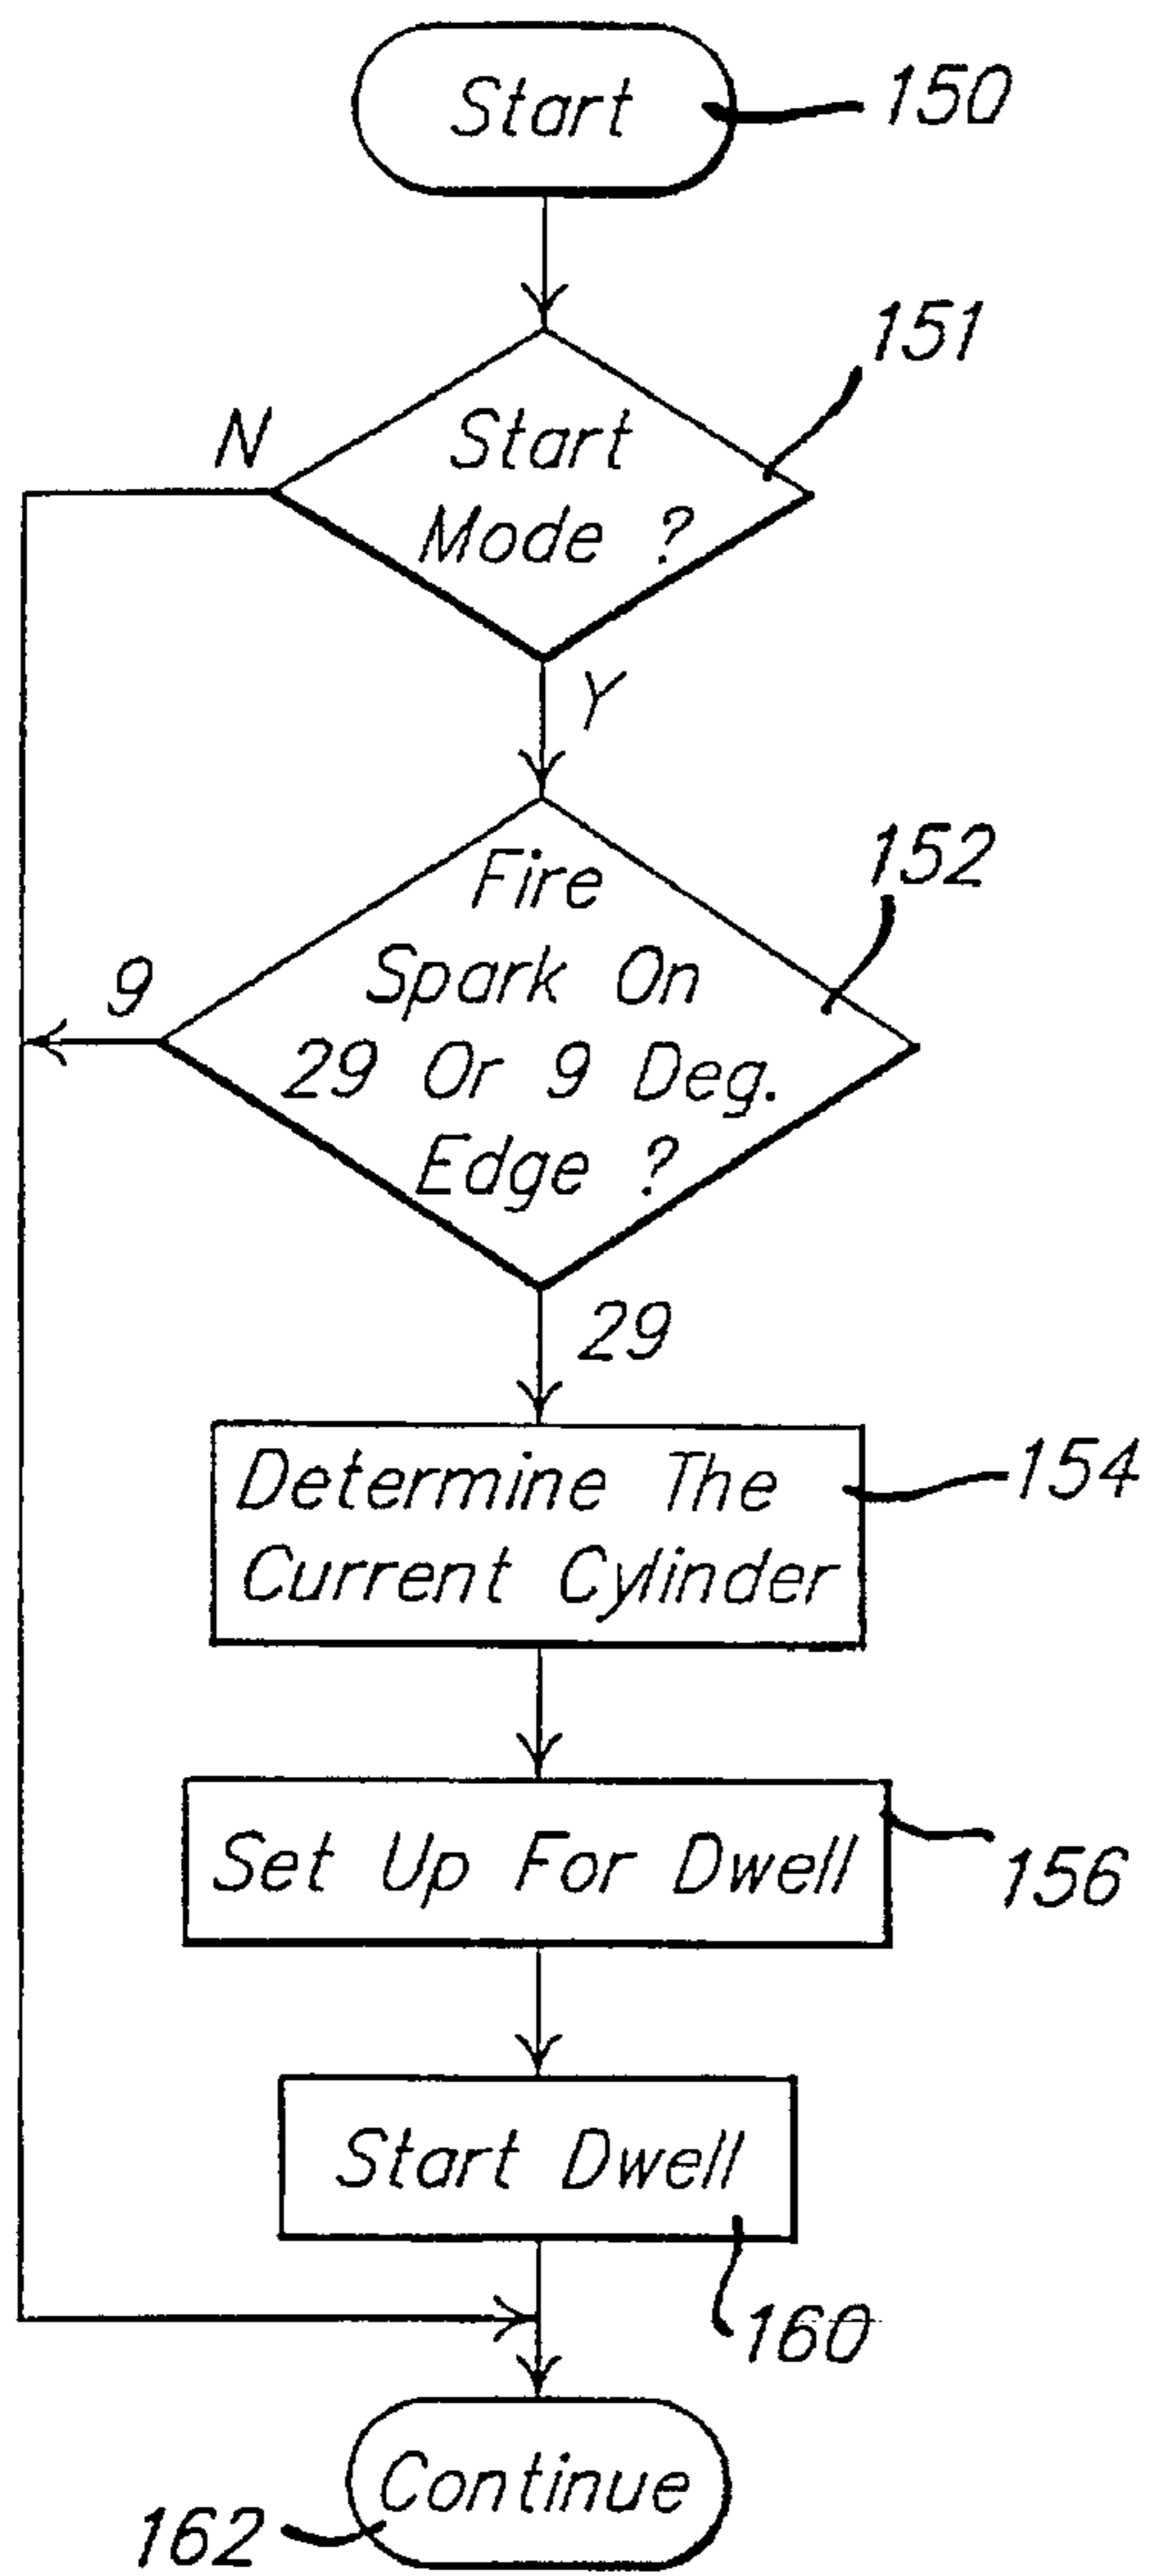 Start
150
151
N
Start
Mode ?
Y
152
Fire
Spark On
29 Or 9 Deg.
Edge ?
9
29
Determine The
Current Cylinder
154
Set Up For Dwell
156
Start Dwell
160
Continue
162